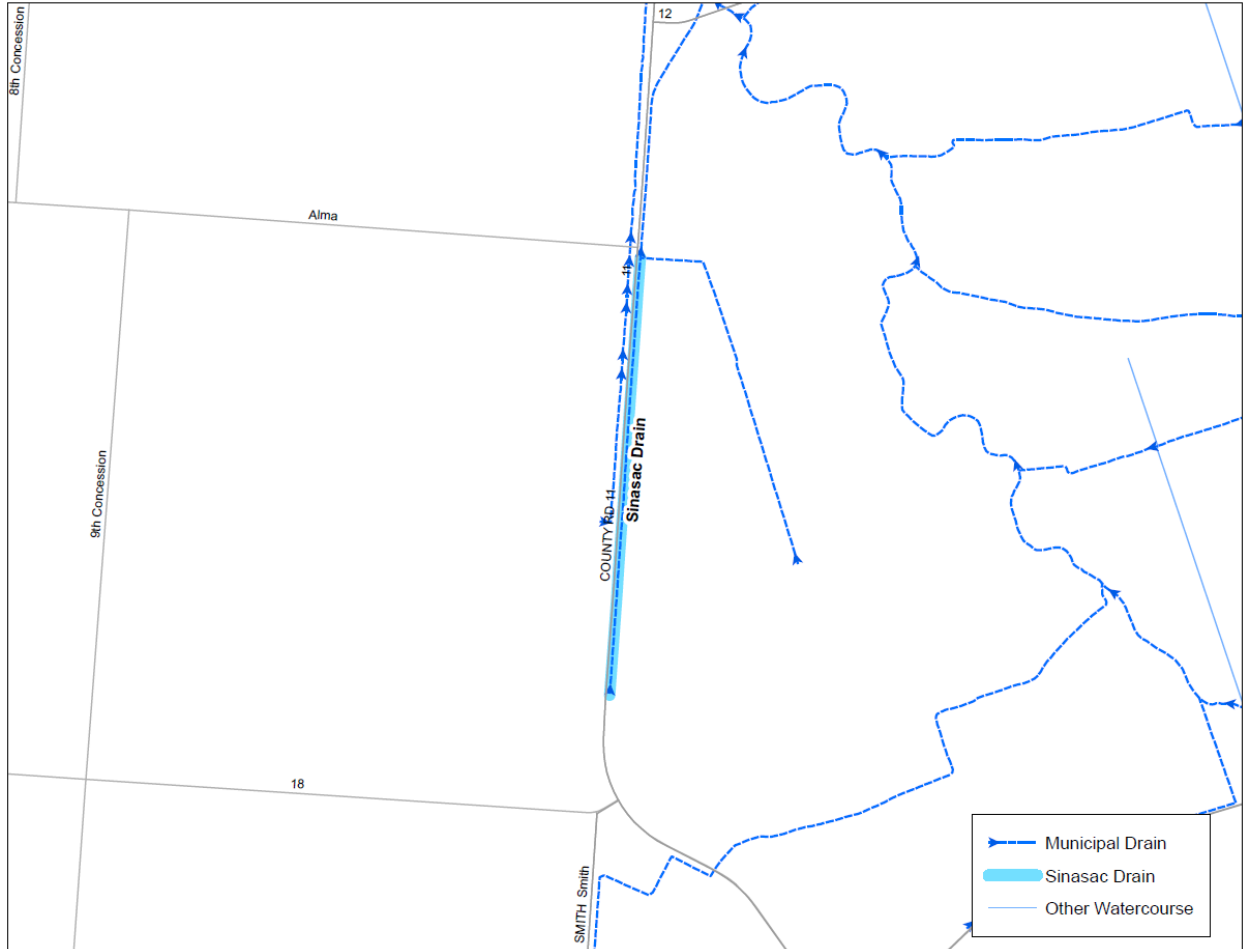 12
8th Concession
Alma
11
Sinasac Drain
COUNTY RD 11
9th Concession
18
SMITH Smith
Municipal Drain
Sinasac Drain
Other Watercourse